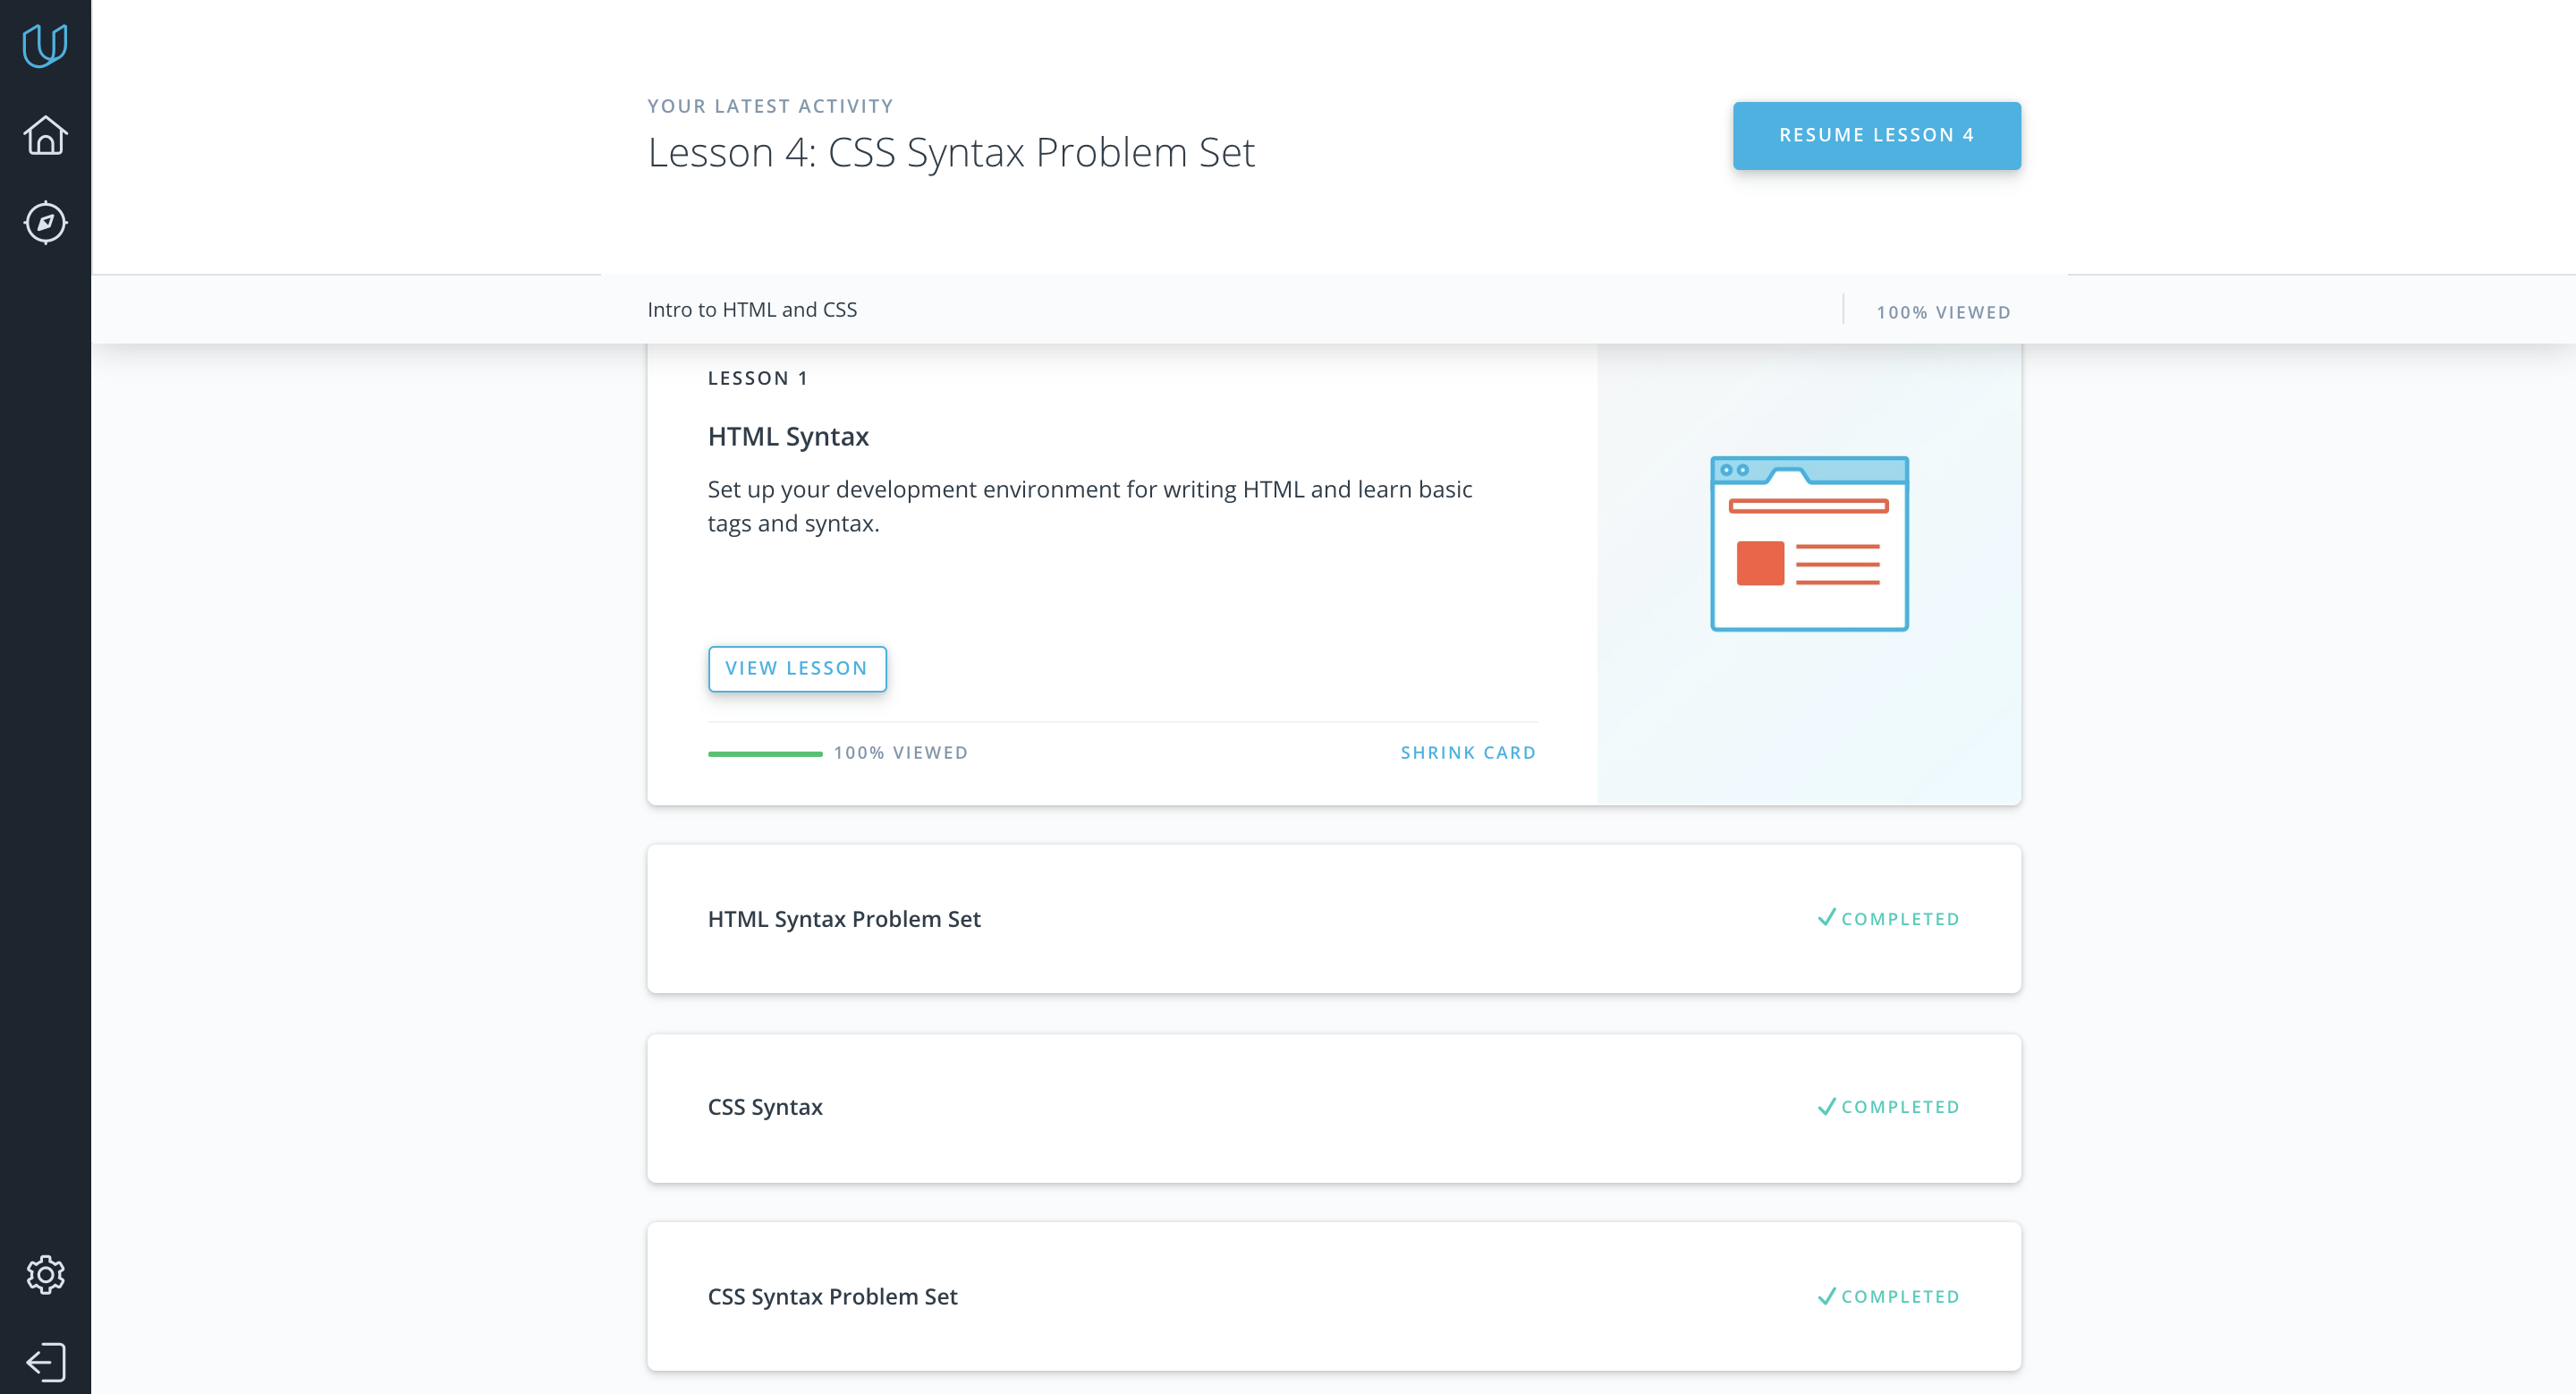 YOUR LATEST ACTIVITY
Lesson 4: CSS Syntax Problem Set
RESUME LESSON 4
Intro to HTML and CSS
100% VIEWED
LESSON 1
HTML Syntax
Set up your development environment for writing HTML and learn basic
tags and syntax.
VIEW LESSON
100% VIEWED
SHRINK CARD
HTML Syntax Problem Set
COMPLETED
CSS Syntax
COMPLETED
CSS Syntax Problem Set
COMPLETED